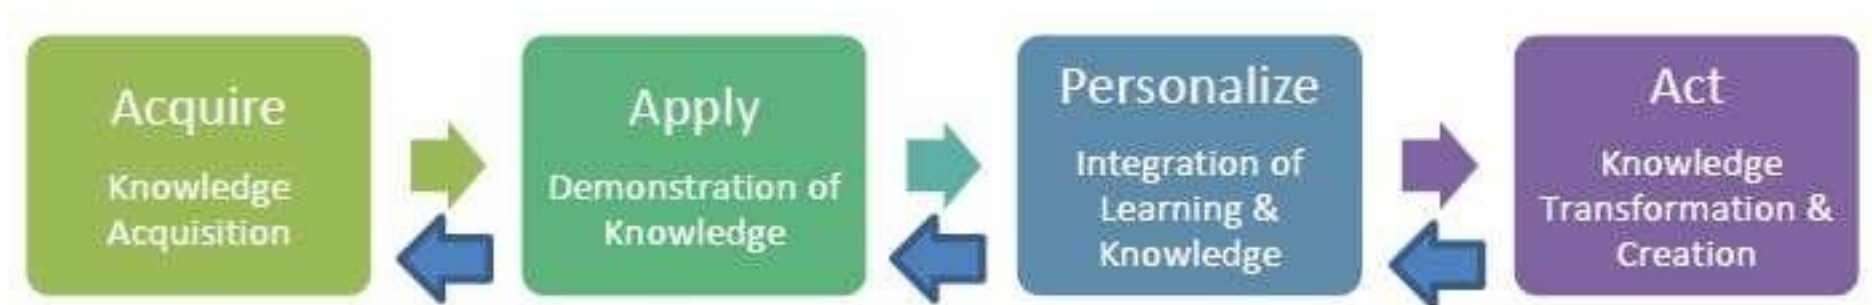 Acquire
Knowledge
Acquisition
Apply
Demonstration of
Knowledge
Personalize
Integration of
Learning &
Knowledge
Act
Knowledge
Transformation &
Creation